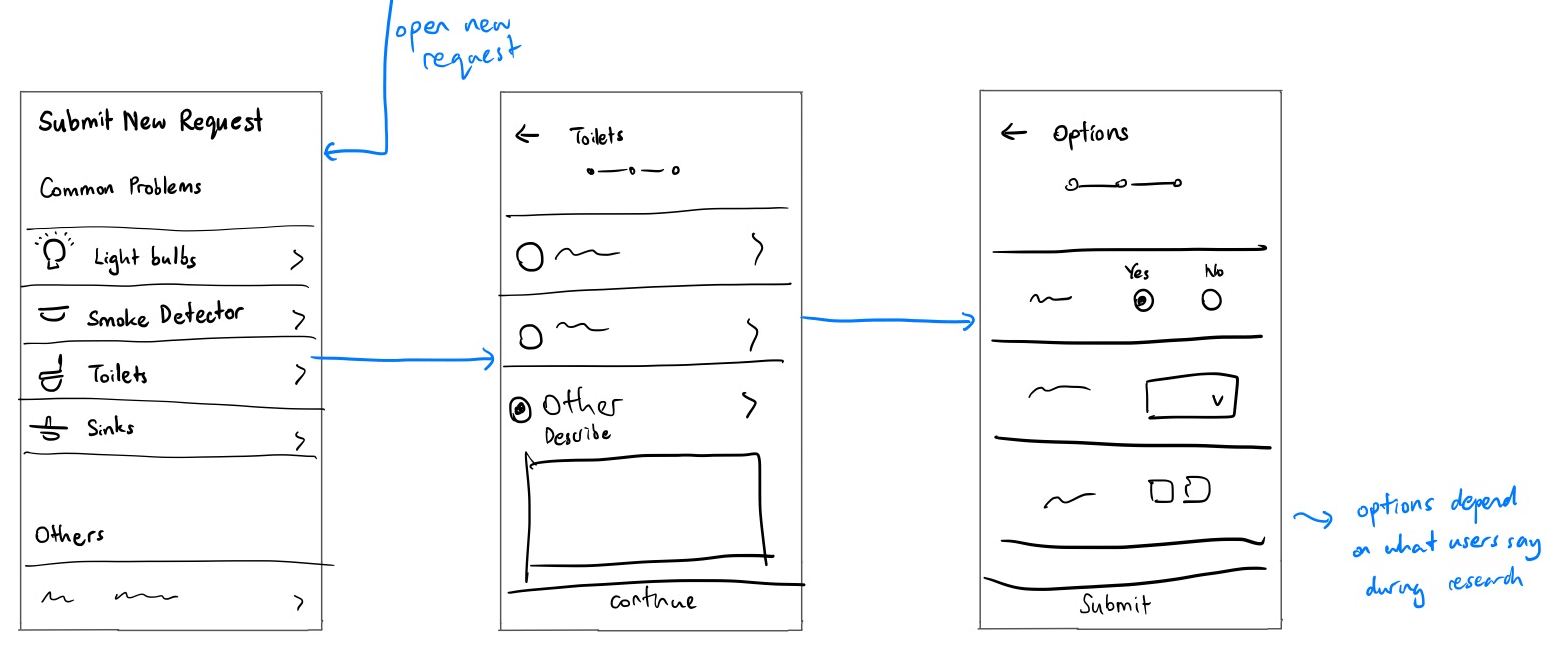 open new
request
Submit New Request
Common Problems
Light bulbs
Smoke Detector
Toilets
Sinks
Others
Toilets
Other
Describe
continue
Options
Yes No
Submit
options depend
on what users say
during research